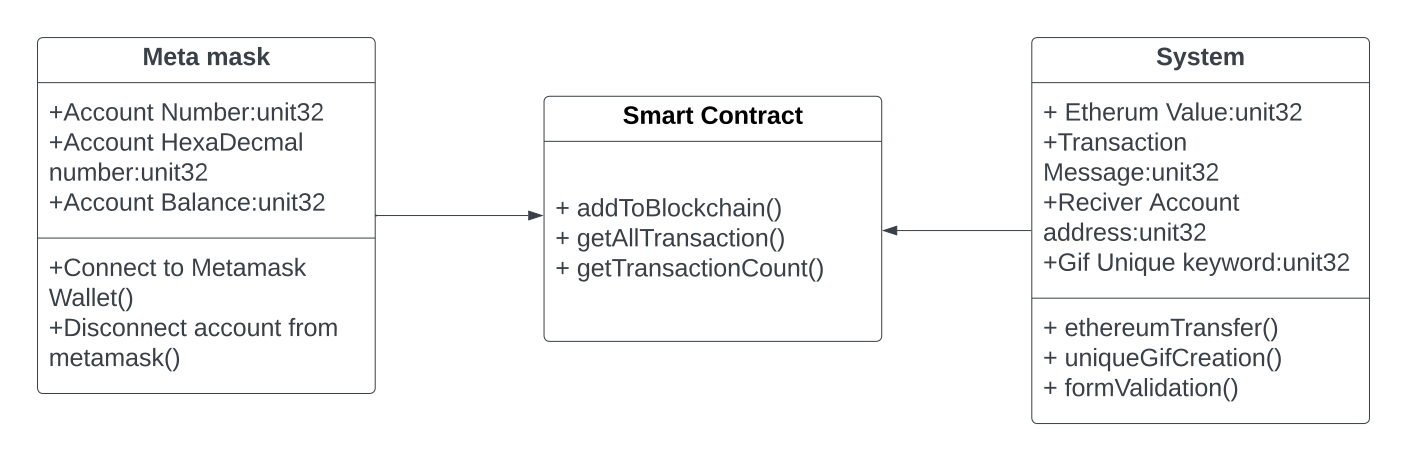 Meta mask
+Account Number:unit32
+Account HexaDecmal
number:unit32
+Account Balance:unit32
+Connect to Metamask
Wallet()
+Disconnect account from
metamask()
Smart Contract
+ addToBlockchain()
+ getAllTransaction()
+ getTransactionCount()
System
+ Etherum Value:unit32
+Transaction
Message:unit32
+Reciver Account
address:unit32
+Gif Unique keyword:unit32
+ ethereumTransfer()
+ uniqueGifCreation()
+ formValidation()